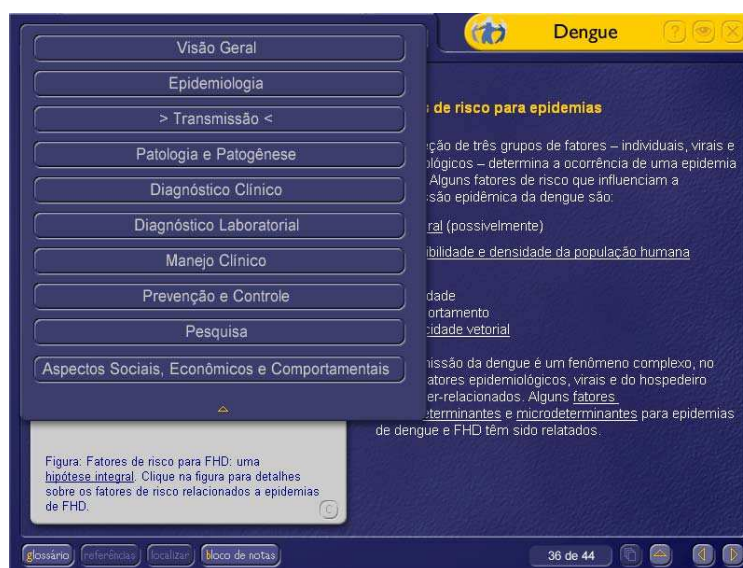 Dengue
?
Visão Geral
Epidemiologia
> Transmissão <
Patologia e Patogênese
Diagnóstico Clínico
Diagnóstico Laboratorial
Manejo Clínico
Prevenção e Controle
Pesquisa
Aspectos Sociais, Econômicos e Comportamentais
de risco para epidemias
ção de três grupos de fatores – individuais, virais e
ológicos – determina a ocorrência de uma epidemia
Alguns fatores de risco que influenciam a
ssão epidêmica da dengue são:
ral (possivelmente)
ibilidade e densidade da população humana
dade
ortamento
cidade vetorial
issão da dengue é um fenômeno complexo, no
atores epidemiológicos, virais e do hospedeiro
er-relacionados. Alguns fatores
eterminantes e microdeterminantes para epidemias
de dengue e FHD têm sido relatados.
Figura: Fatores de risco para FHD: uma
hipótese integral. Clique na figura para detalhes
sobre os fatores de risco relacionados a epidemias
de FHD.
C
glossário referências localizar bloco de notas 36 de 44